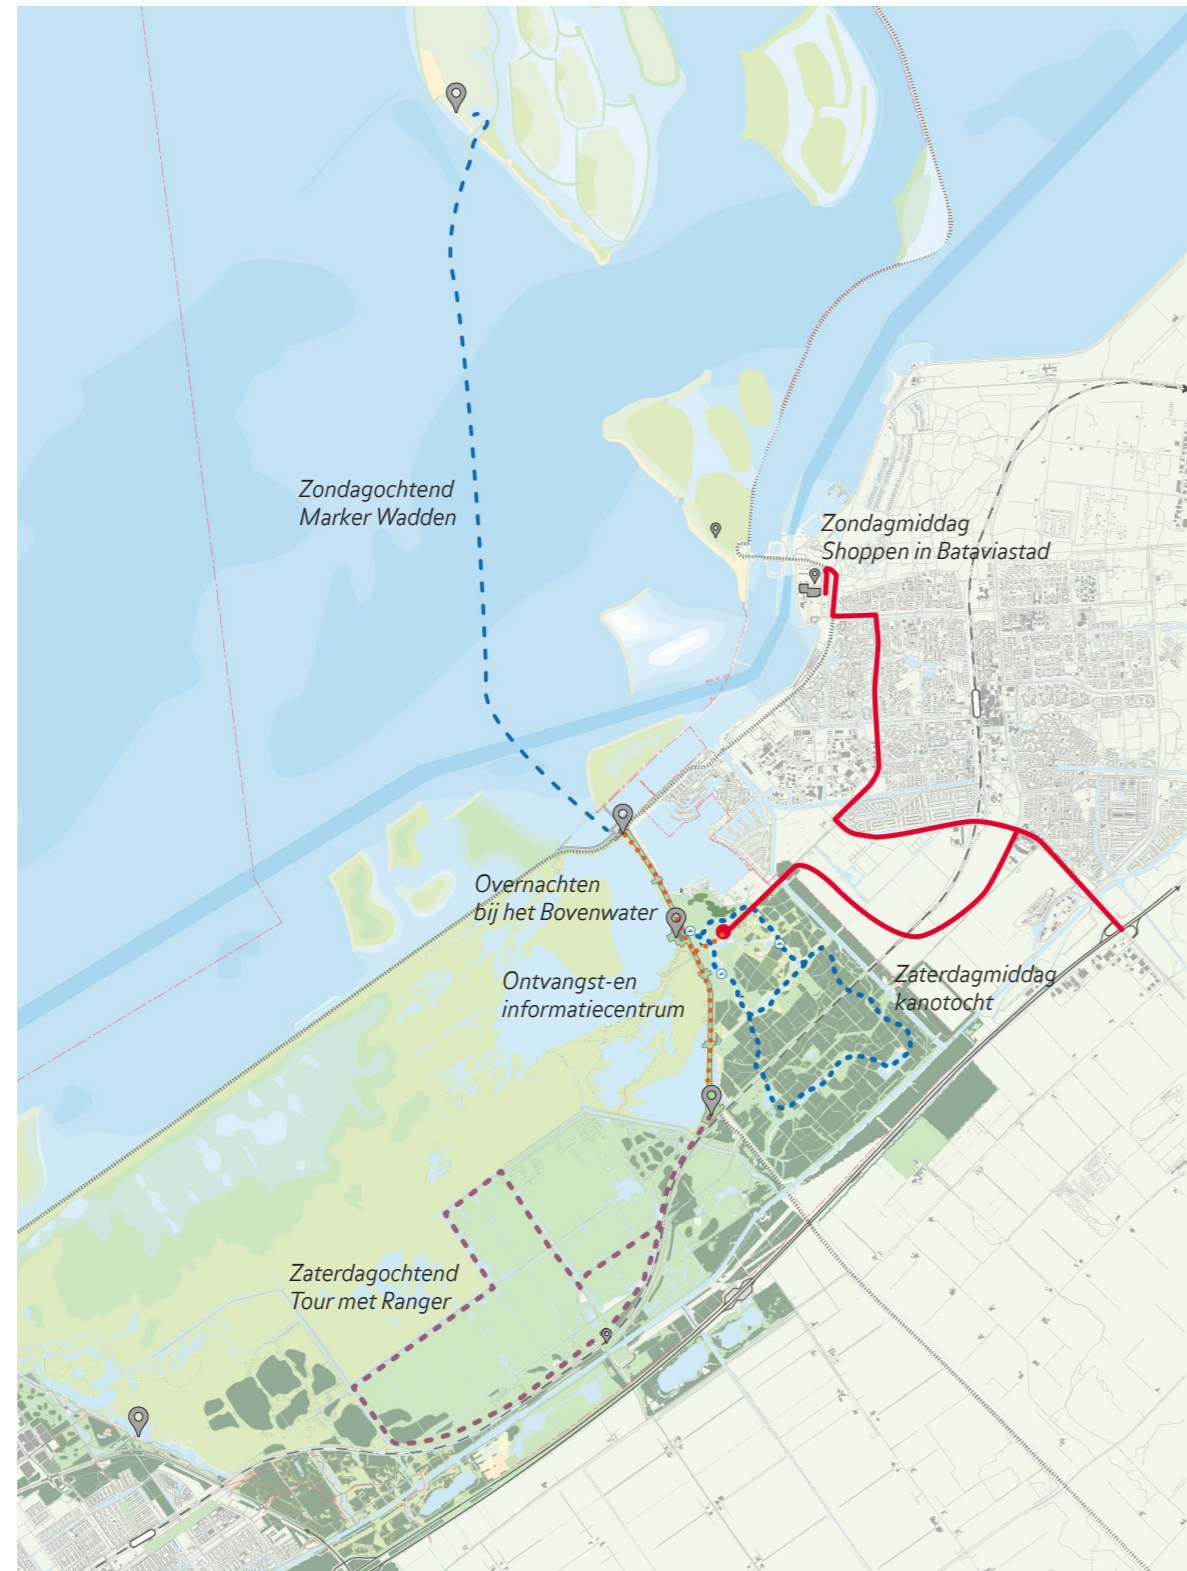 Zondagochtend
Marker Wadden
Zondagmiddag
Shoppen in Bataviastad
Overnachten
bij het Bovenwater
Ontvangst-en
informatiecentrum
Zaterdagmiddag
kanotocht
Zaterdagochtend
Tour met Ranger